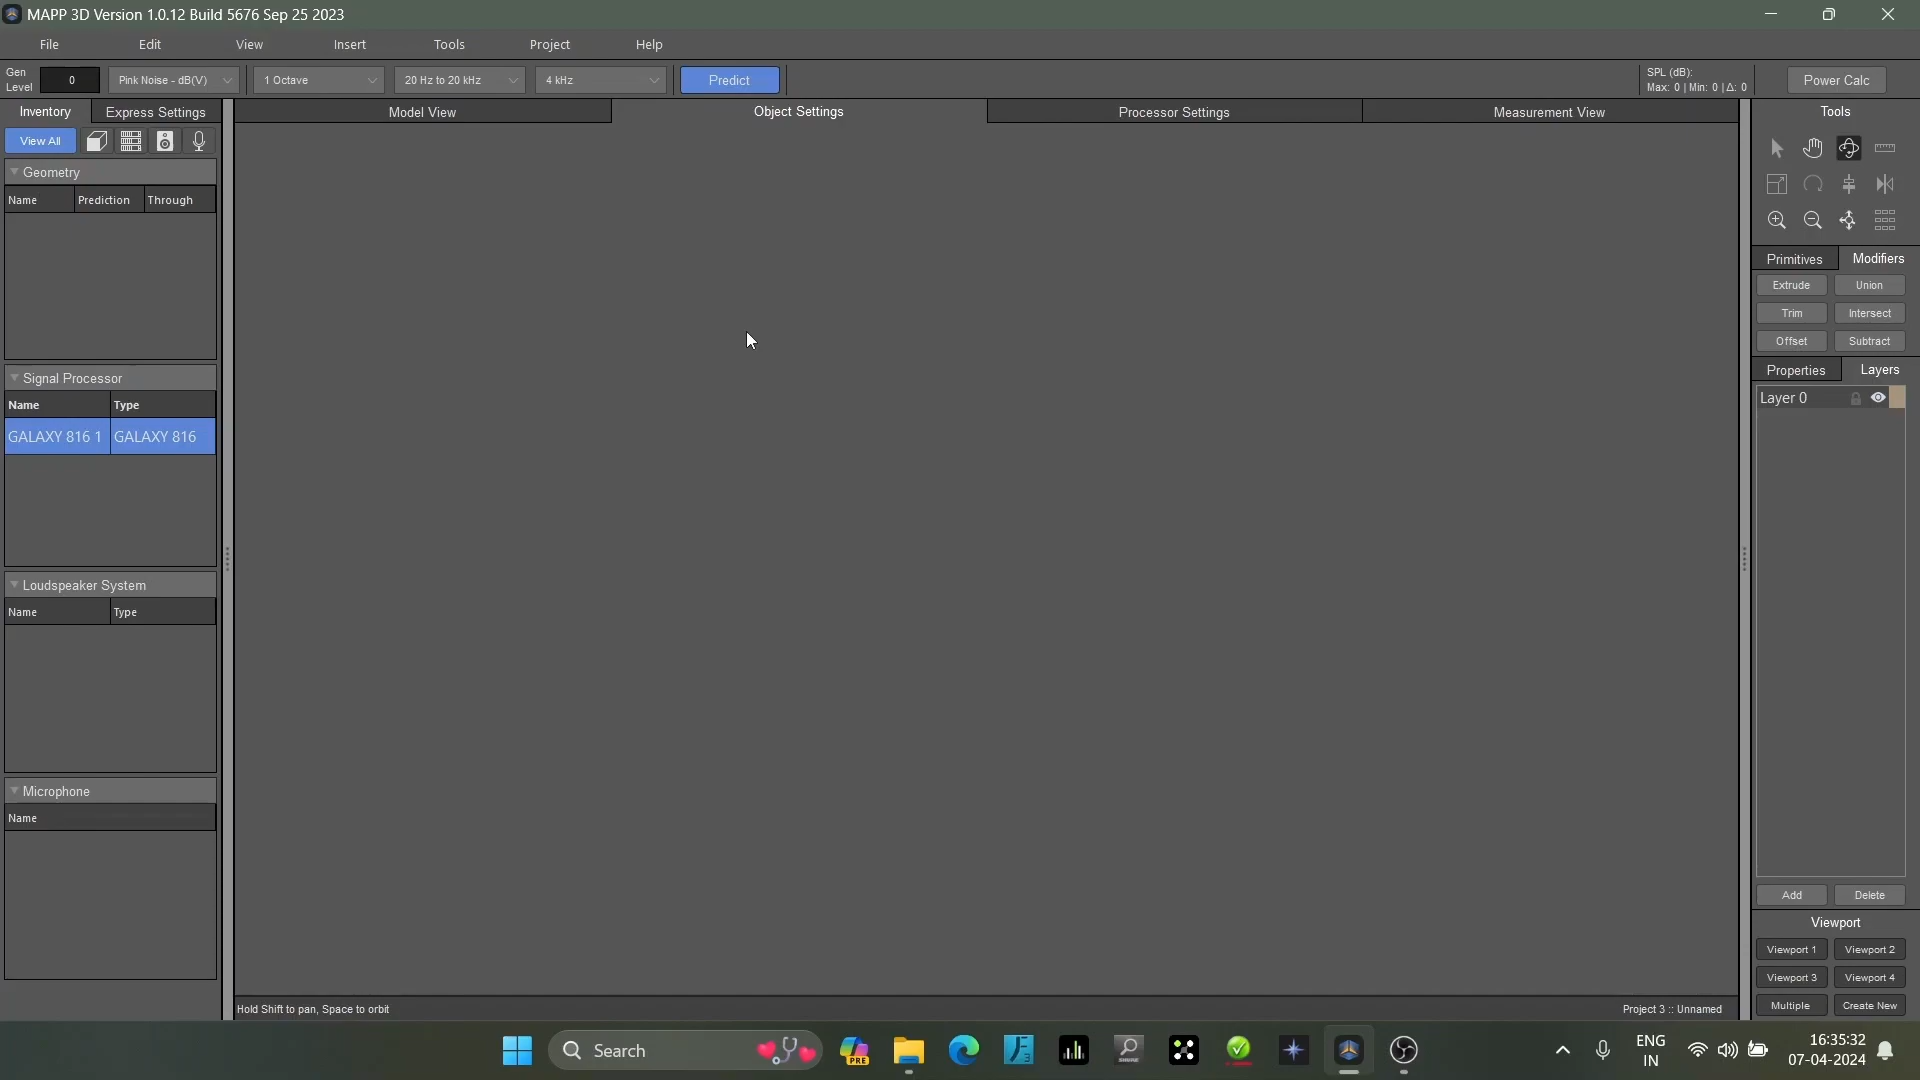 MAPP 3D Version 1.0.12 Build 5676 Sep 25 2023
File Edit View Insert Tools Project Help
Gen Level 0 Pink Noise - dB(V) 1 Octave 20 Hz to 20 kHz 4 kHz Predict
SPL (dB):
Max: 0 | Min: 0 | Δ: 0
Power Calc
Inventory Express Settings
Model View Object Settings Processor Settings Measurement View
Tools
View All
Geometry
Name Prediction Through
Signal Processor
Name Type
GALAXY 816 1 GALAXY 816
Loudspeaker System
Name Type
Microphone
Name
Primitives Modifiers
Extrude Union
Trim Intersect
Offset Subtract
Properties Layers
Layer 0
Add Delete
Viewport
Viewport 1 Viewport 2
Viewport 3 Viewport 4
Multiple Create New
Hold Shift to pan, Space to orbit
Project 3 :: Unnamed
Search
PRE
ENG
IN
16:35:32
07-04-2024